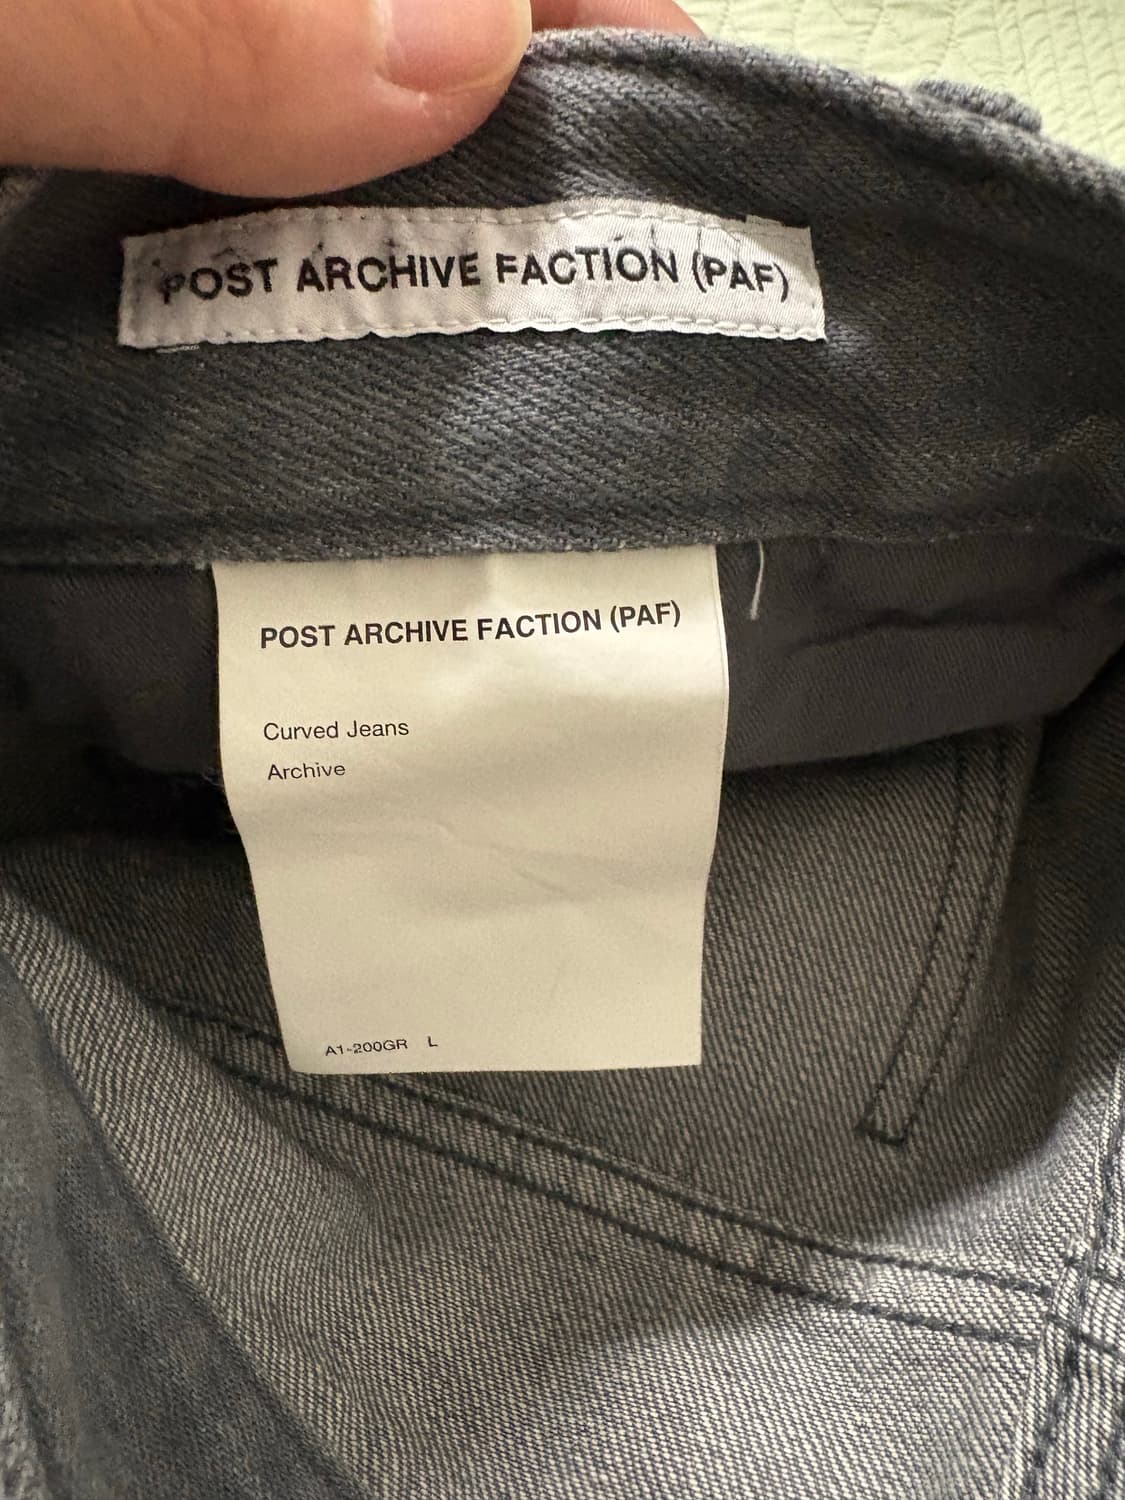 POST ARCHIVE FACTION (PAF)
POST ARCHIVE FACTION (PAF)
Curved Jeans
Archive
A1-200GR L